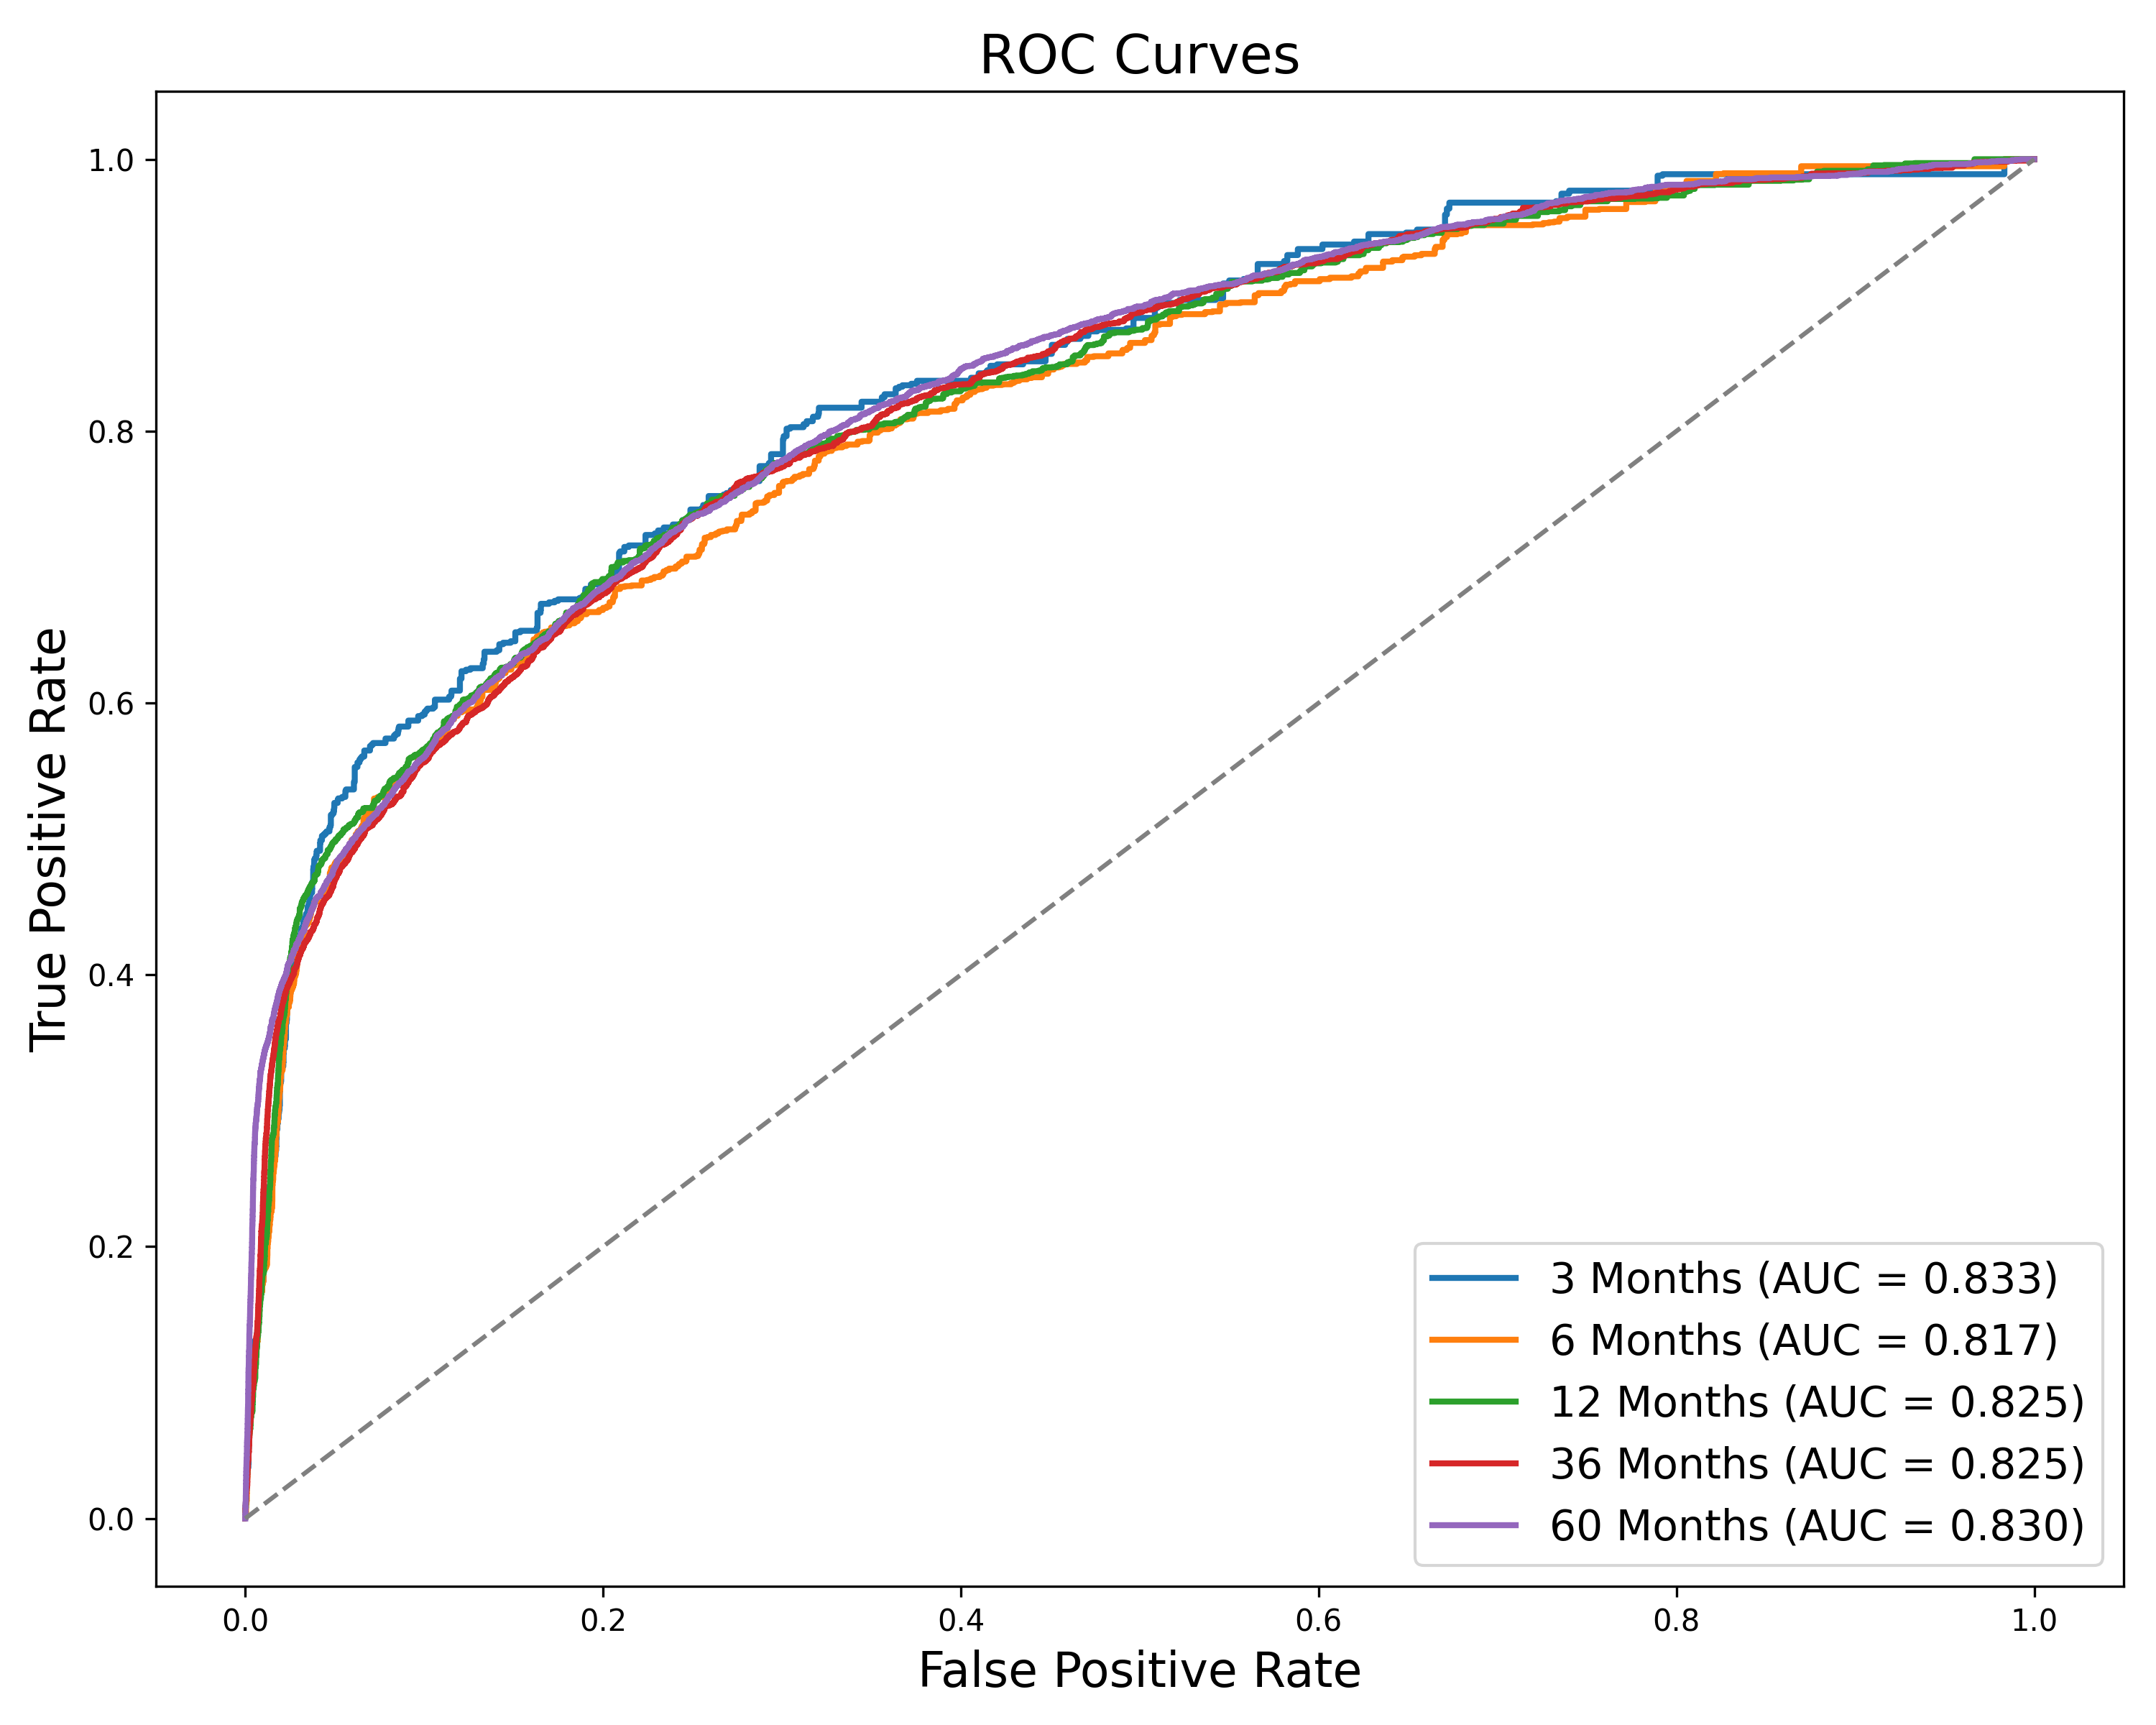 ROC Curves
True Positive Rate
1.0
0.8
0.6
0.4
0.2
0.0
0.0 0.2 0.4 0.6 0.8 1.0
False Positive Rate
3 Months (AUC = 0.833)
6 Months (AUC = 0.817)
12 Months (AUC = 0.825)
36 Months (AUC = 0.825)
60 Months (AUC = 0.830)